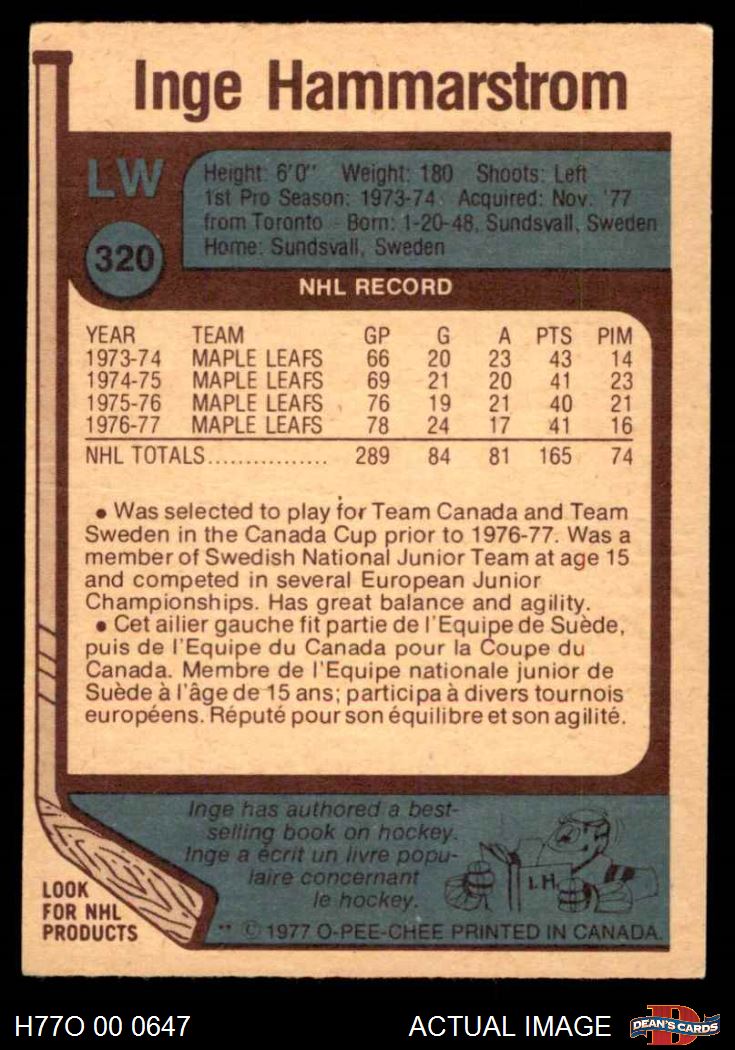 Inge Hammarstrom
LW
Height: 6'0" Weight: 180 Shoots: Left
1st Pro Season: 1973-74 Acquired: Nov. '77
from Toronto - Born: 1-20-48, Sundsvall, Sweden
Home: Sundsvall, Sweden
320
NHL RECORD
YEAR TEAM GP G A PTS PIM
1973-74 MAPLE LEAFS 66 20 23 43 14
1974-75 MAPLE LEAFS 69 21 20 41 23
1975-76 MAPLE LEAFS 76 19 21 40 21
1976-77 MAPLE LEAFS 78 24 17 41 16
NHL TOTALS................ 289 84 81 165 74
• Was selected to play for Team Canada and Team
Sweden in the Canada Cup prior to 1976-77. Was a
member of Swedish National Junior Team at age 15
and competed in several European Junior
Championships. Has great balance and agility.
• Cet ailier gauche fit partie de l'Equipe de Suède,
puis de l'Equipe du Canada pour la Coupe du
Canada. Membre de l'Equipe nationale junior de
Suède à l'âge de 15 ans; participa à divers tournois
européens. Réputé pour son équilibre et son agilité.
Inge has authored a best-
selling book on hockey.
Inge a écrit un livre popu-
laire concernant
le hockey.
I.H.
LOOK
FOR NHL
PRODUCTS
** © 1977 O-PEE-CHEE PRINTED IN CANADA.
H77O 00 0647
ACTUAL IMAGE
D
DEAN'S CARDS